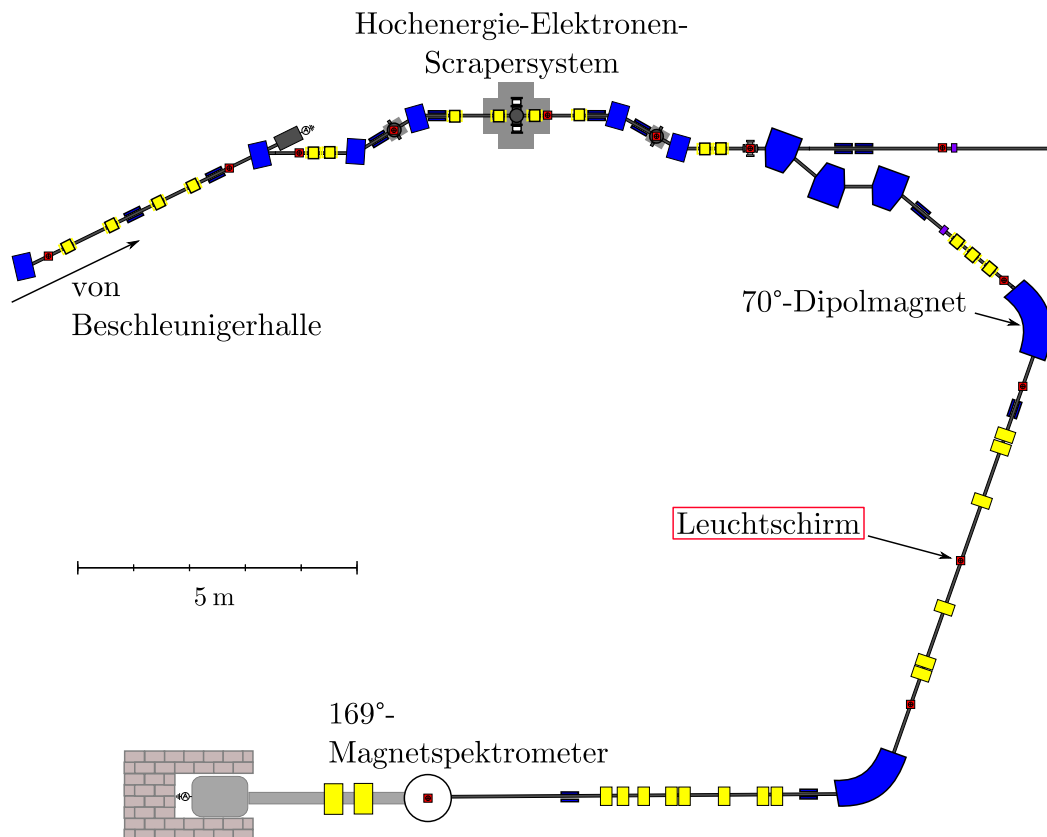 Hochenergie-Elektronen-
Scrapersystem
von
Beschleunigerhalle
70°-Dipolmagnet
Leuchtschirm
5 m
169°-
Magnetspektrometer